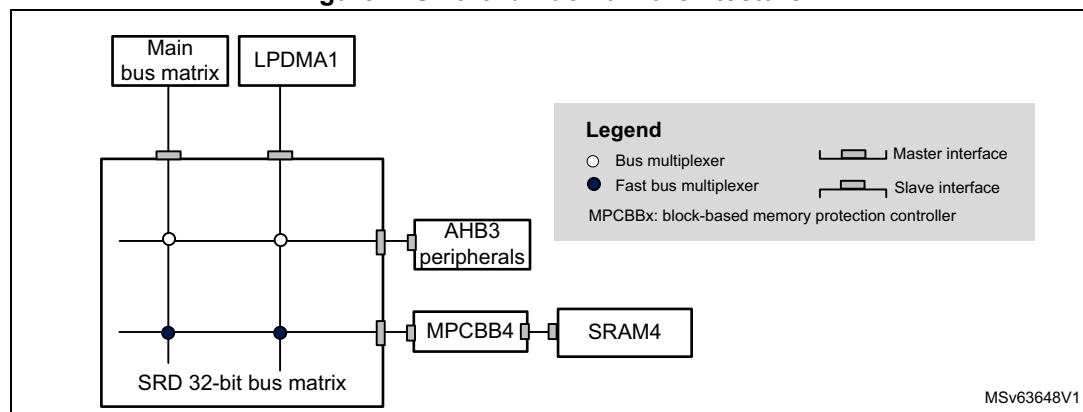 Main
bus matrix
LPDMA1
Legend
Bus multiplexer
Fast bus multiplexer
Master interface
Slave interface
MPCBBx: block-based memory protection controller
AHB3
peripherals
MPCBB4
SRAM4
SRD 32-bit bus matrix
MSv63648V1